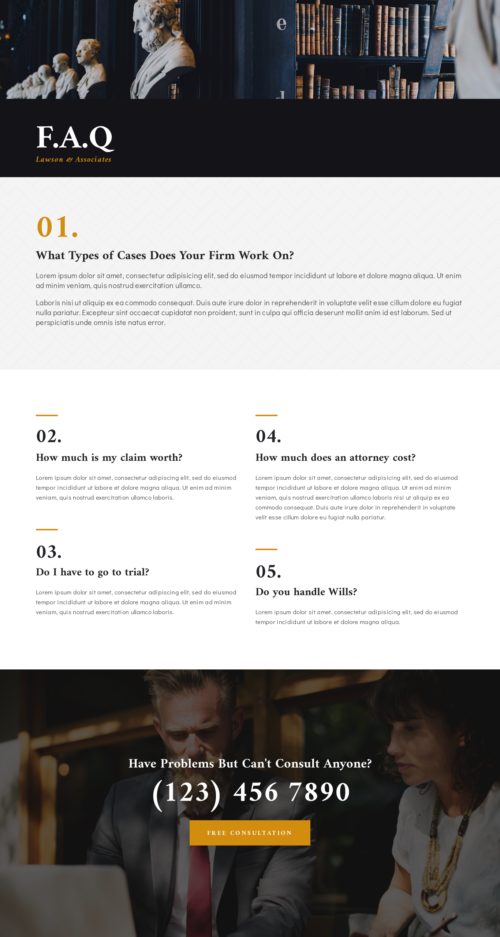 e
F.A.Q
Lawson & Associates
01.
What Types of Cases Does Your Firm Work On?
Lorem ipsum dolor sit amet, consectetur adipisicing elit, sed do eiusmod tempor incididunt ut labore et dolore magna aliqua. Ut enim
ad minim veniam, quis nostrud exercitation ullamco.
Laboris nisi ut aliquip ex ea commodo consequat. Duis aute irure dolor in reprehenderit in voluptate velit esse cillum dolore eu fugiat
nulla pariatur. Excepteur sint occaecat cupidatat non proident, sunt in culpa qui officia deserunt mollit anim id est laborum. Sed ut
perspiciatis unde omnis iste natus error.
02.
How much is my claim worth?
Lorem ipsum dolor sit amet, consectetur adipiscing elit, sed do eiusmod
tempor incididunt ut labore et dolore magna aliqua. Ut enim ad minim
veniam, quis nostrud exercitation ullamco laboris.
03.
Do I have to go to trial?
Lorem ipsum dolor sit amet, consectetur adipiscing elit, sed do eiusmod
tempor incididunt ut labore et dolore magna aliqua. Ut enim ad minim
veniam, quis nostrud exercitation ullamco laboris.
04.
How much does an attorney cost?
Lorem ipsum dolor sit amet, consectetur adipisicing elit, sed do eiusmod
tempor incididunt ut labore et dolore magna aliqua. Ut enim ad minim
veniam, quis nostrud exercitation ullamco laboris nisi ut aliquip ex ea
commodo consequat. Duis aute irure dolor in reprehenderit in voluptate
velit esse cillum dolore eu fugiat nulla pariatur.
05.
Do you handle Wills?
Lorem ipsum dolor sit amet, consectetur adipisicing elit, sed do eiusmod
tempor incididunt ut labore et dolore magna aliqua.
Have Problems But Can't Consult Anyone?
(123) 456 7890
FREE CONSULTATION